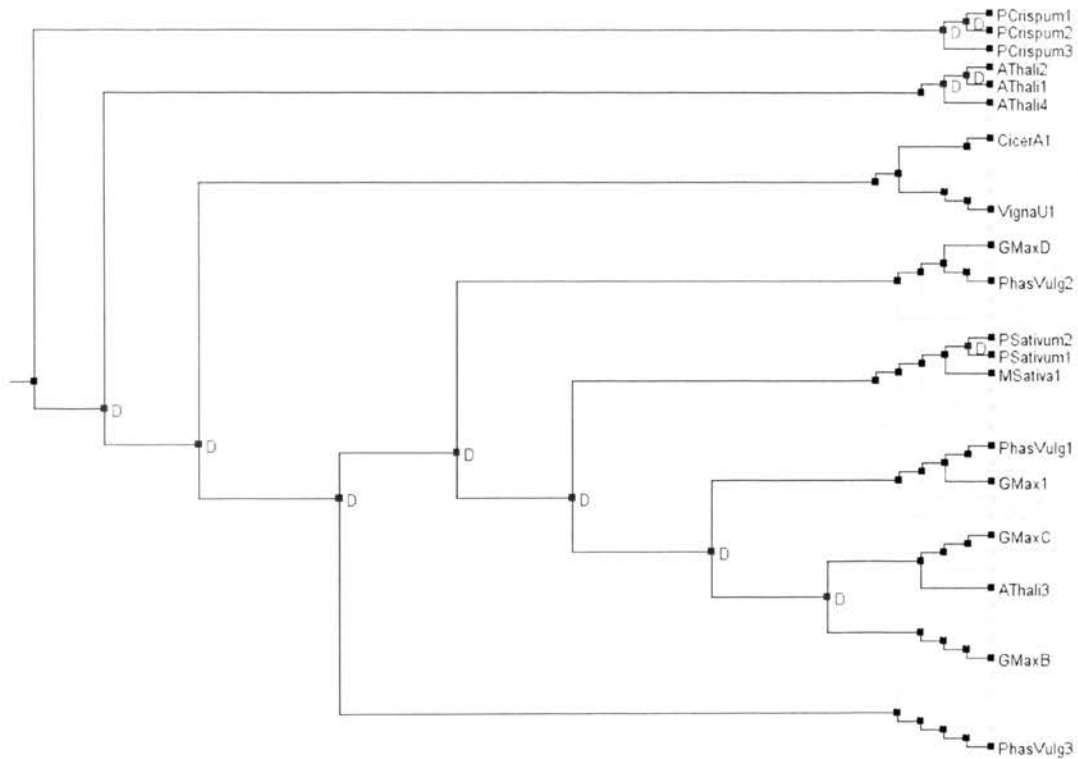 PCrispum1
D
D
PCrispum2
PCrispum3
AThali2
D
D
AThali1
AThali4
CicerA1
VignaU1
GMaxD
PhasVulg2
PSativum2
D
PSativum1
MSativa1
D
D
PhasVulg1
D
GMax1
D
D
GMaxC
D
AThali3
D
GMaxB
PhasVulg3